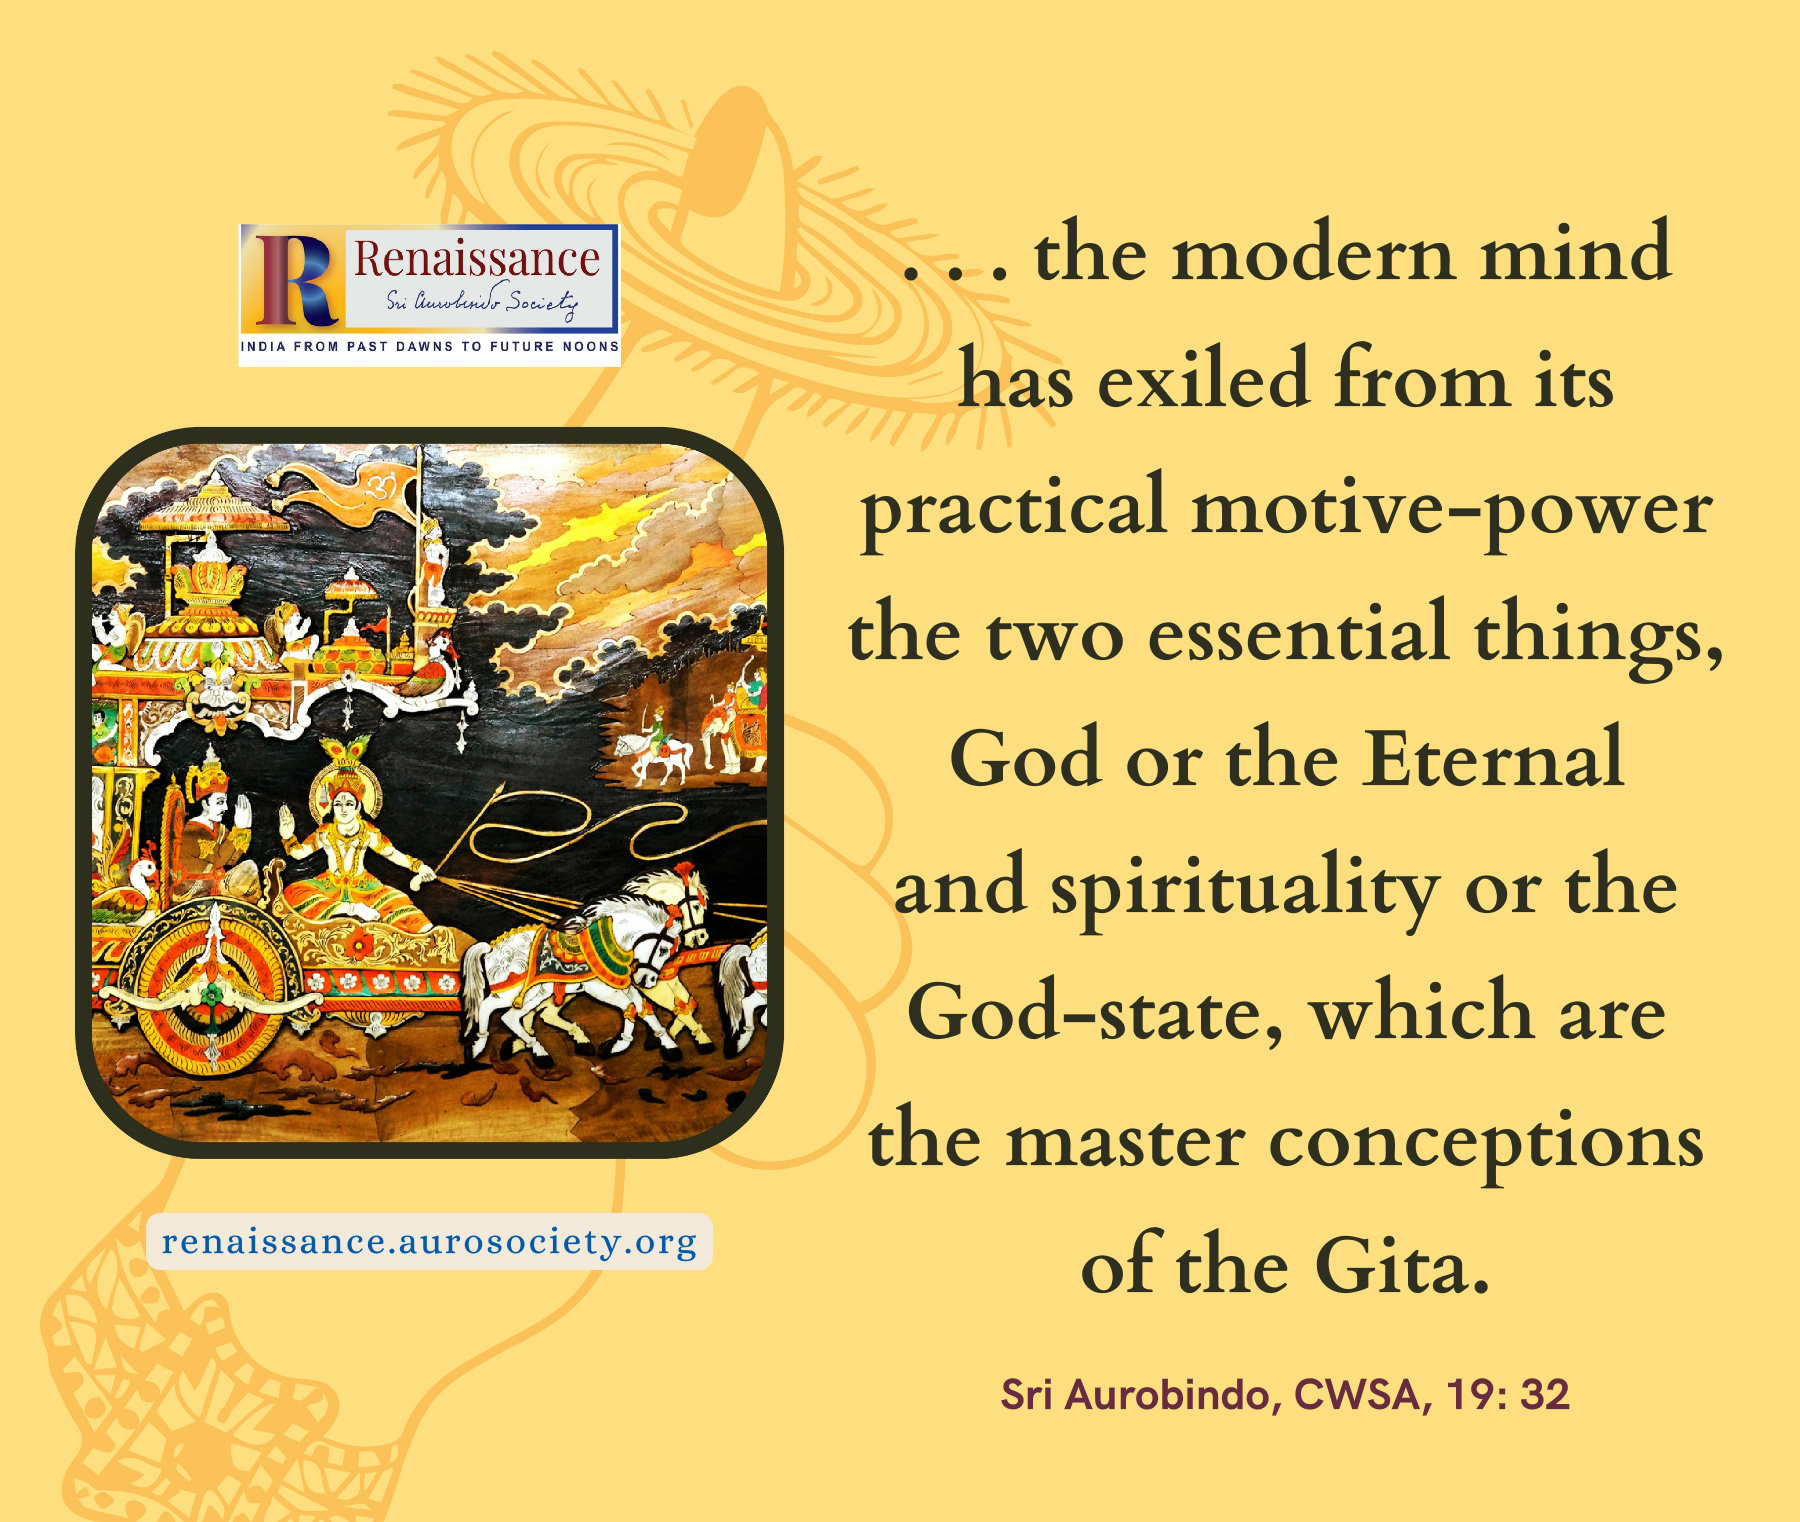 R
Renaissance
Sri Aurobindo Society
INDIA FROM PAST DAWNS TO FUTURE NOONS
ॐ
renaissance.aurosociety.org
. . . the modern mind
has exiled from its
practical motive-power
the two essential things,
God or the Eternal
and spirituality or the
God-state, which are
the master conceptions
of the Gita.
Sri Aurobindo, CWSA, 19: 32